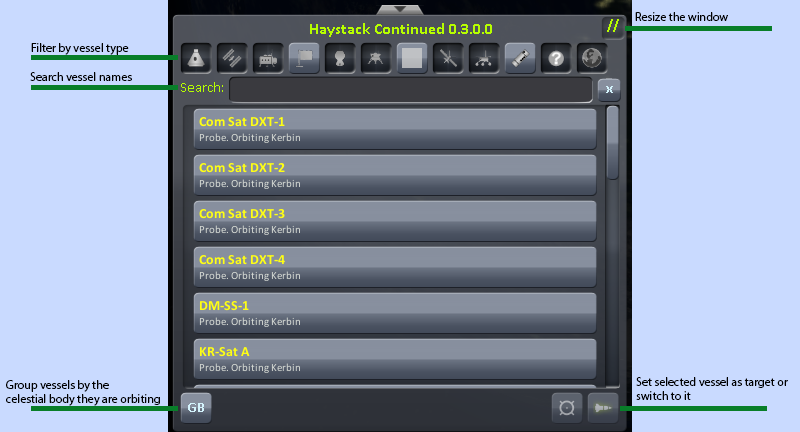 Haystack Continued 0.3.0.0
//
Resize the window
Filter by vessel type
?
Search vessel names
Search:
x
Com Sat DXT-1
Probe. Orbiting Kerbin
Com Sat DXT-2
Probe. Orbiting Kerbin
Com Sat DXT-3
Probe. Orbiting Kerbin
Com Sat DXT-4
Probe. Orbiting Kerbin
DM-SS-1
Probe. Orbiting Kerbin
KR-Sat A
Probe. Orbiting Kerbin
Group vessels by the
celestial body they are orbiting
GB
Set selected vessel as target or
switch to it